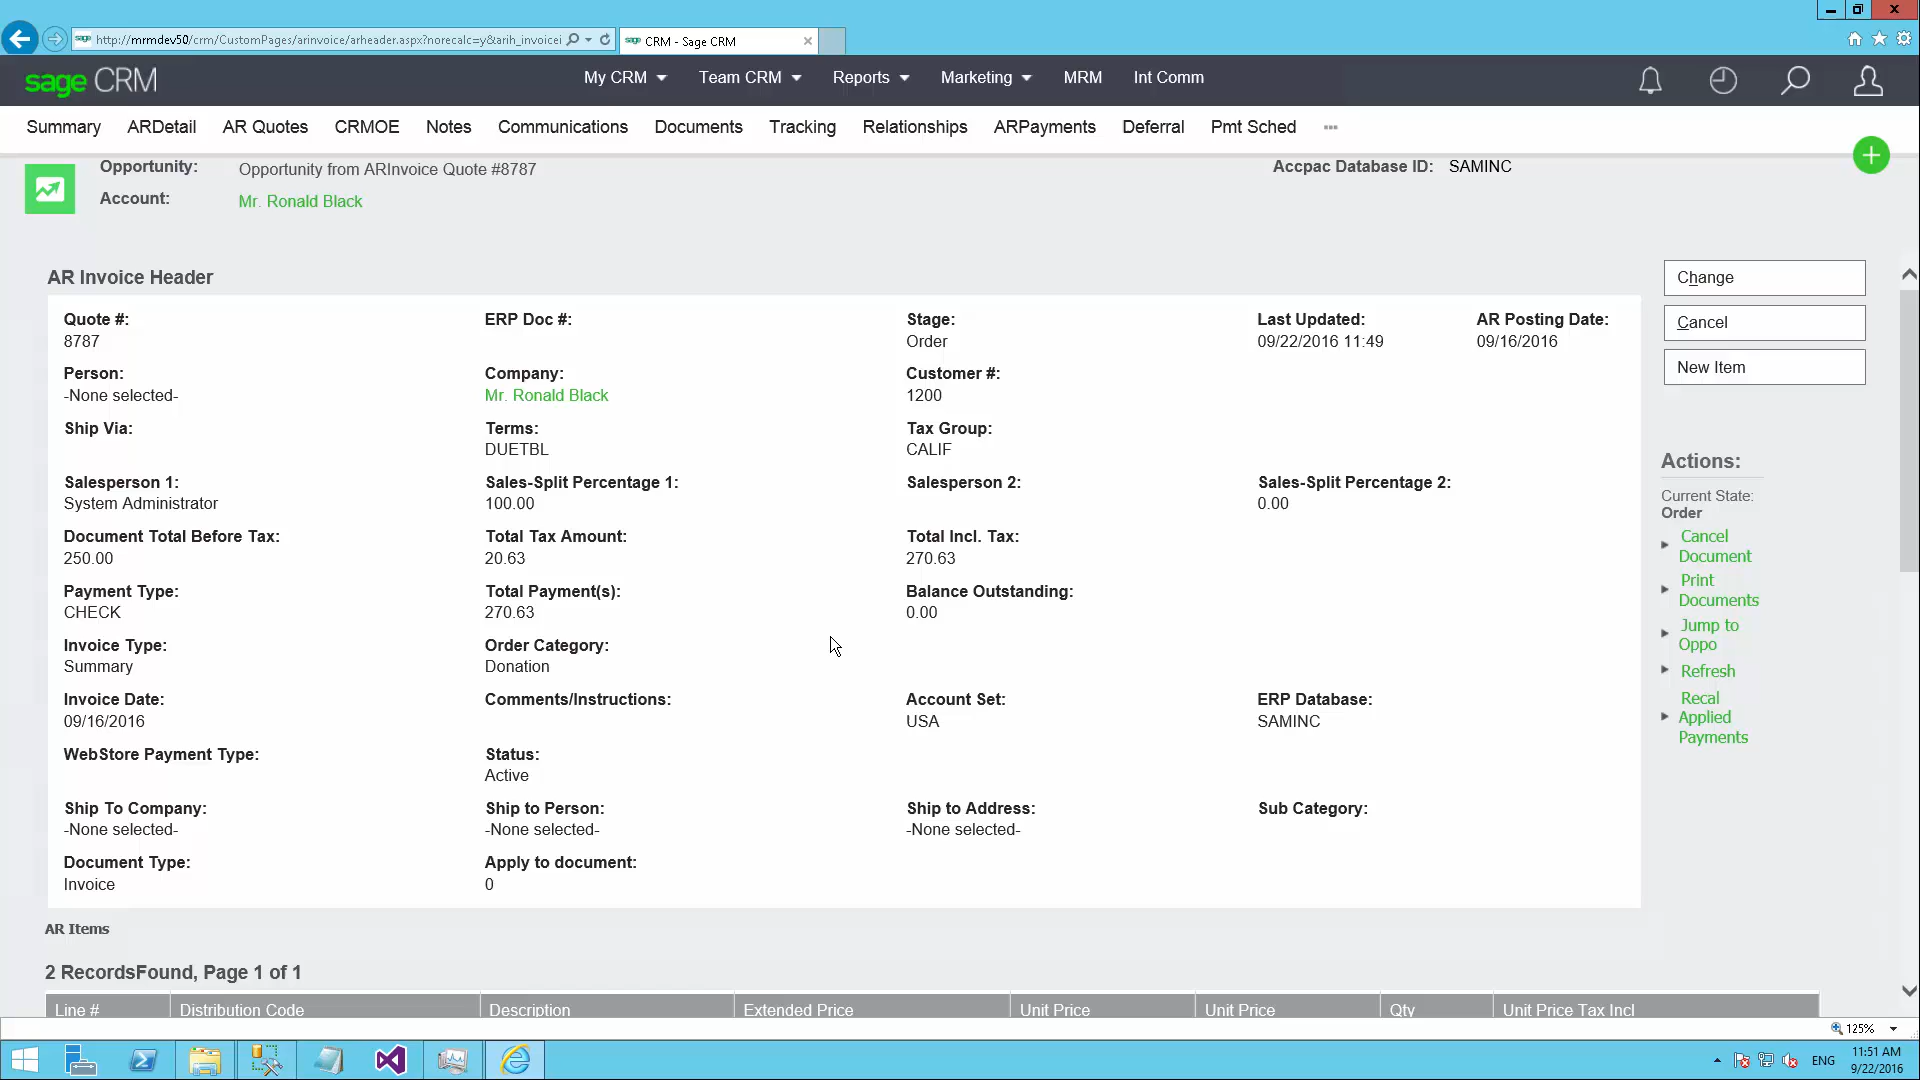 http://mrmdev50/crm/CustomPages/arinvoice/arheader.aspx?norecalc=y&arih_invoicei
CRM - Sage CRM
sage CRM
My CRM
Team CRM
Reports
Marketing
MRM
Int Comm
Summary
ARDetail
AR Quotes
CRMOE
Notes
Communications
Documents
Tracking
Relationships
ARPayments
Deferral
Pmt Sched
Opportunity: Opportunity from ARInvoice Quote #8787
Accpac Database ID: SAMINC
Account: Mr. Ronald Black
AR Invoice Header
Quote #:
8787
ERP Doc #:
Stage:
Order
Last Updated:
09/22/2016 11:49
AR Posting Date:
09/16/2016
Person:
-None selected-
Company:
Mr. Ronald Black
Customer #:
1200
Ship Via:
Terms:
DUETBL
Tax Group:
CALIF
Salesperson 1:
System Administrator
Sales-Split Percentage 1:
100.00
Salesperson 2:
Sales-Split Percentage 2:
0.00
Document Total Before Tax:
250.00
Total Tax Amount:
20.63
Total Incl. Tax:
270.63
Payment Type:
CHECK
Total Payment(s):
270.63
Balance Outstanding:
0.00
Invoice Type:
Summary
Order Category:
Donation
Invoice Date:
09/16/2016
Comments/Instructions:
Account Set:
USA
ERP Database:
SAMINC
WebStore Payment Type:
Status:
Active
Ship To Company:
-None selected-
Ship to Person:
-None selected-
Ship to Address:
-None selected-
Sub Category:
Document Type:
Invoice
Apply to document:
0
Change
Cancel
New Item
Actions:
Current State:
Order
Cancel
Document
Print
Documents
Jump to
Oppo
Refresh
Recal
Applied
Payments
AR Items
2 RecordsFound, Page 1 of 1
Line #
Distribution Code
Description
Extended Price
Unit Price
Unit Price
Qty
Unit Price Tax Incl
125%
ENG
11:51 AM
9/22/2016